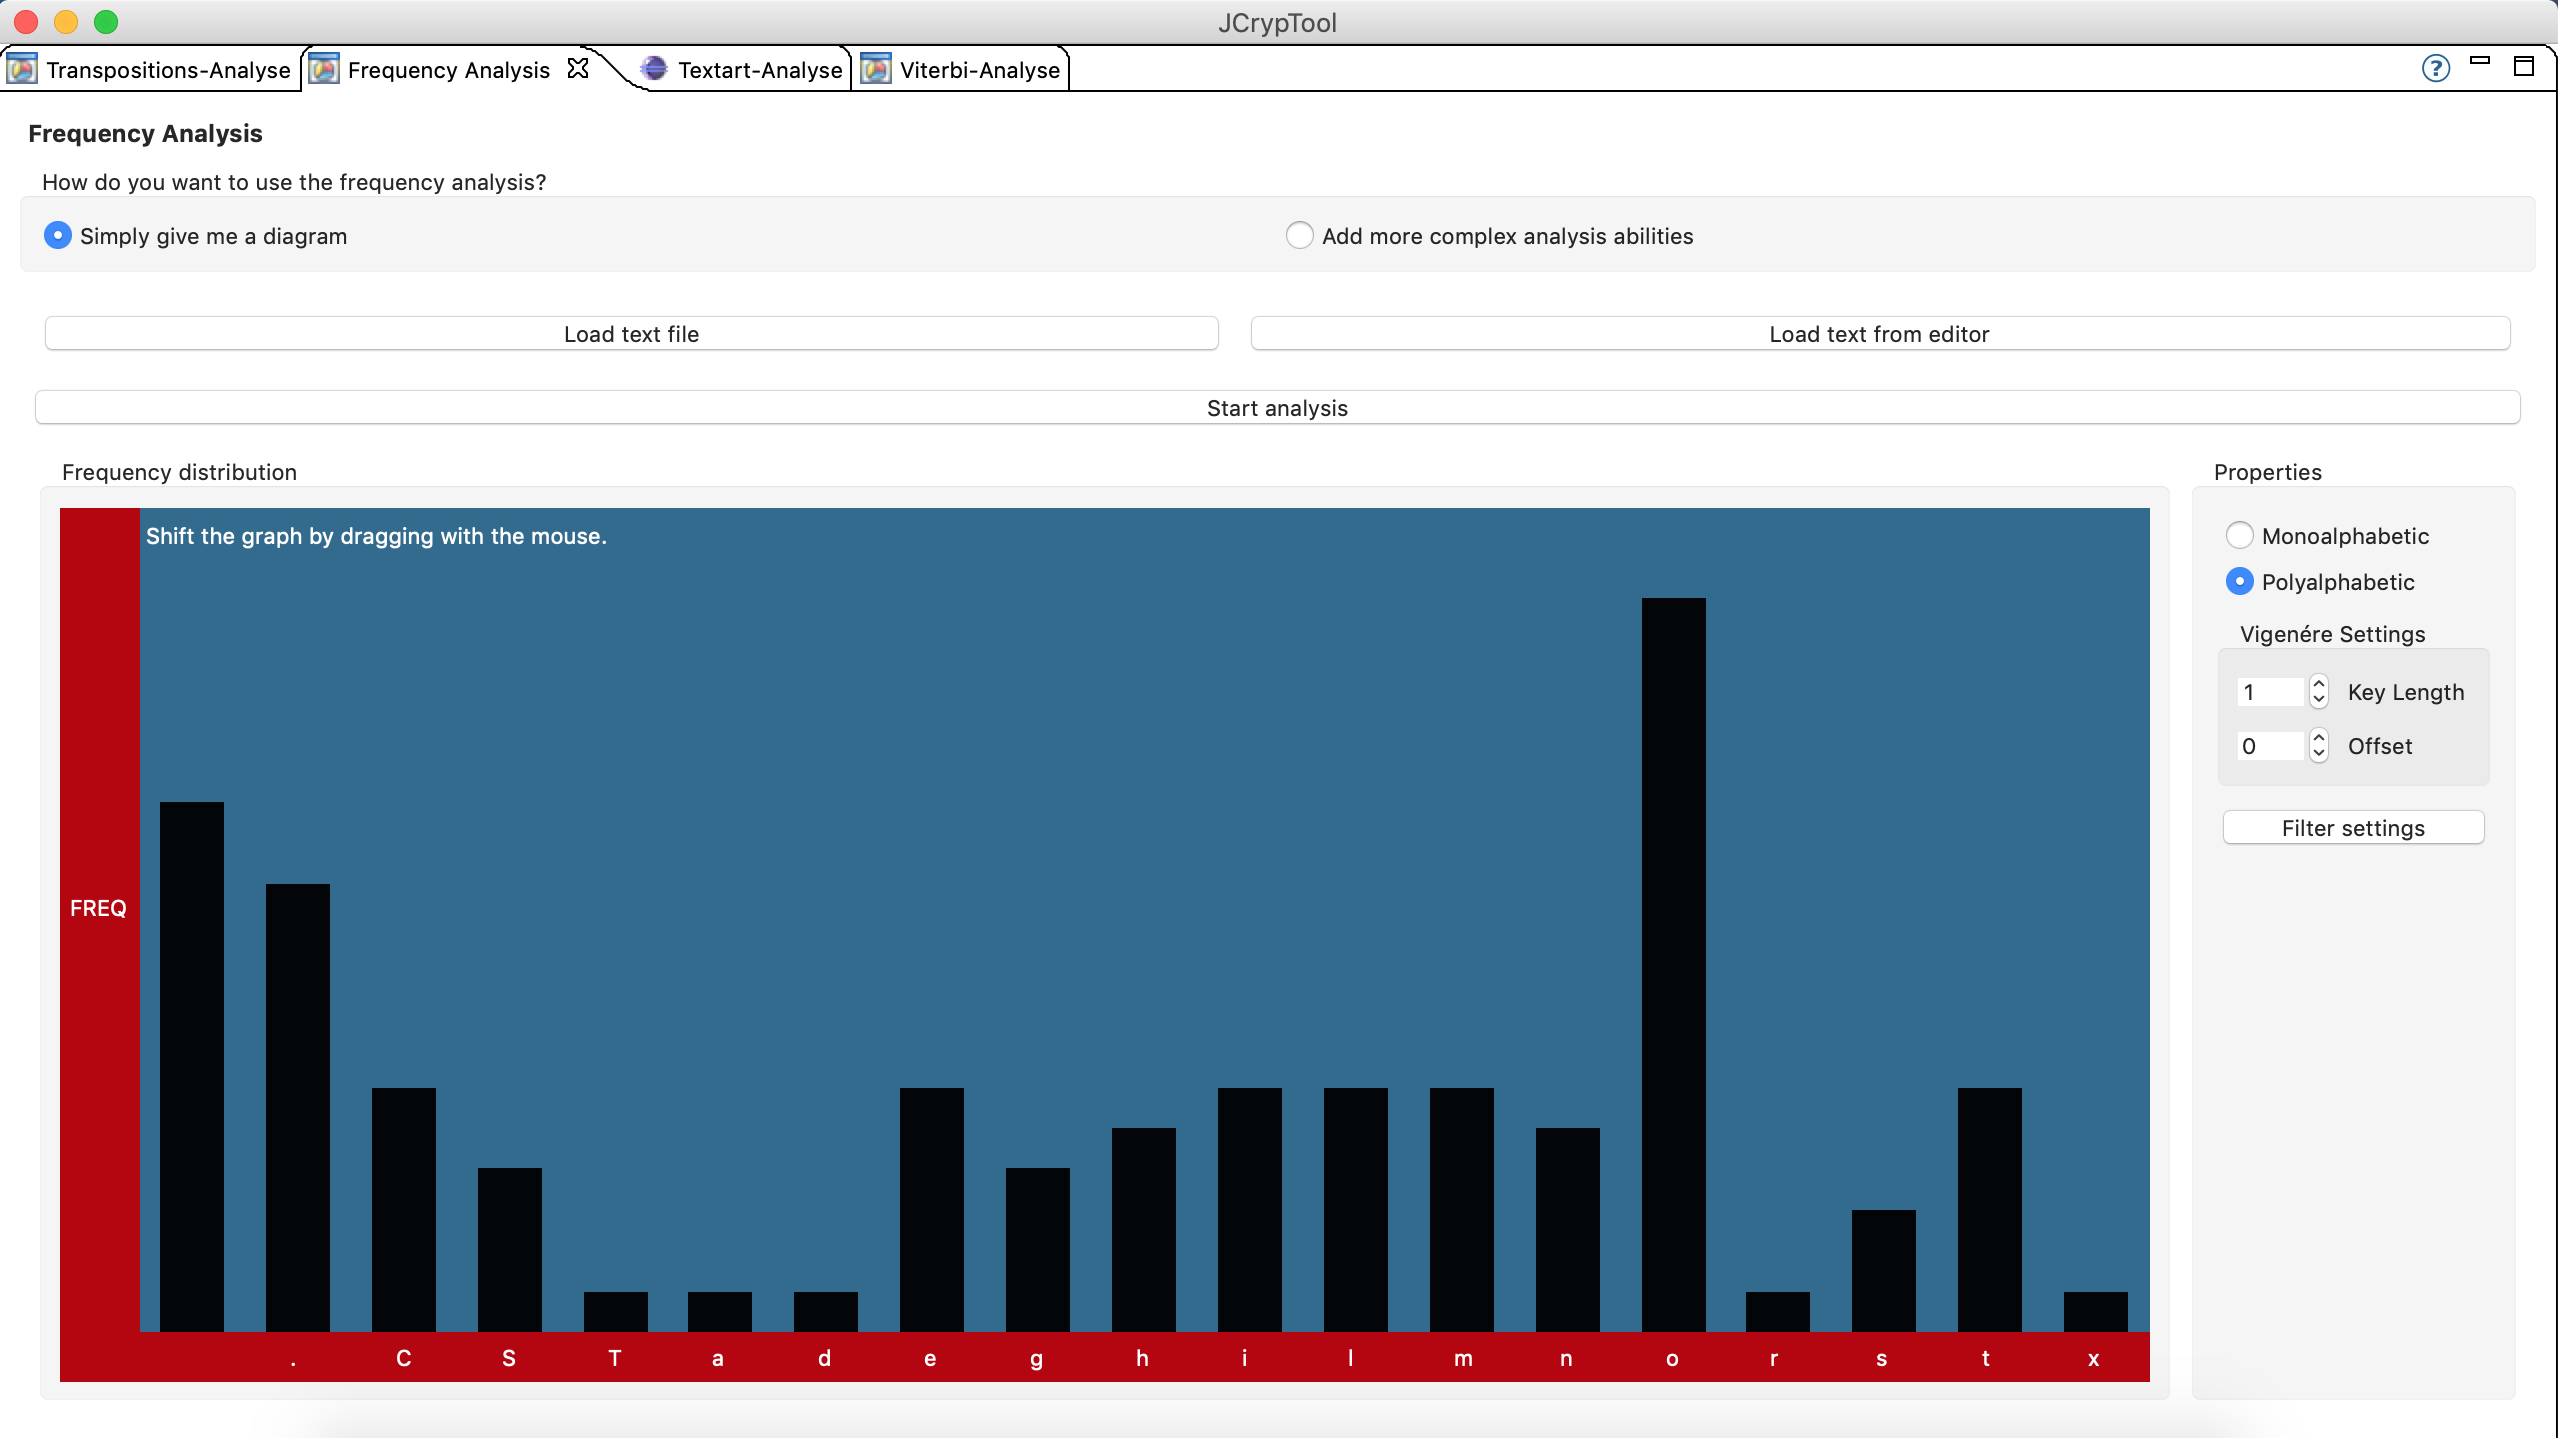 JCrypTool
Transpositions-Analyse Frequency Analysis Textart-Analyse Viterbi-Analyse ?
Frequency Analysis
How do you want to use the frequency analysis?
Simply give me a diagram Add more complex analysis abilities
Load text file Load text from editor
Start analysis
Frequency distribution
Shift the graph by dragging with the mouse.
FREQ
. C S T a d e g h i l m n o r s t x
Properties
Monoalphabetic
Polyalphabetic
Vigenére Settings
1 Key Length
0 Offset
Filter settings